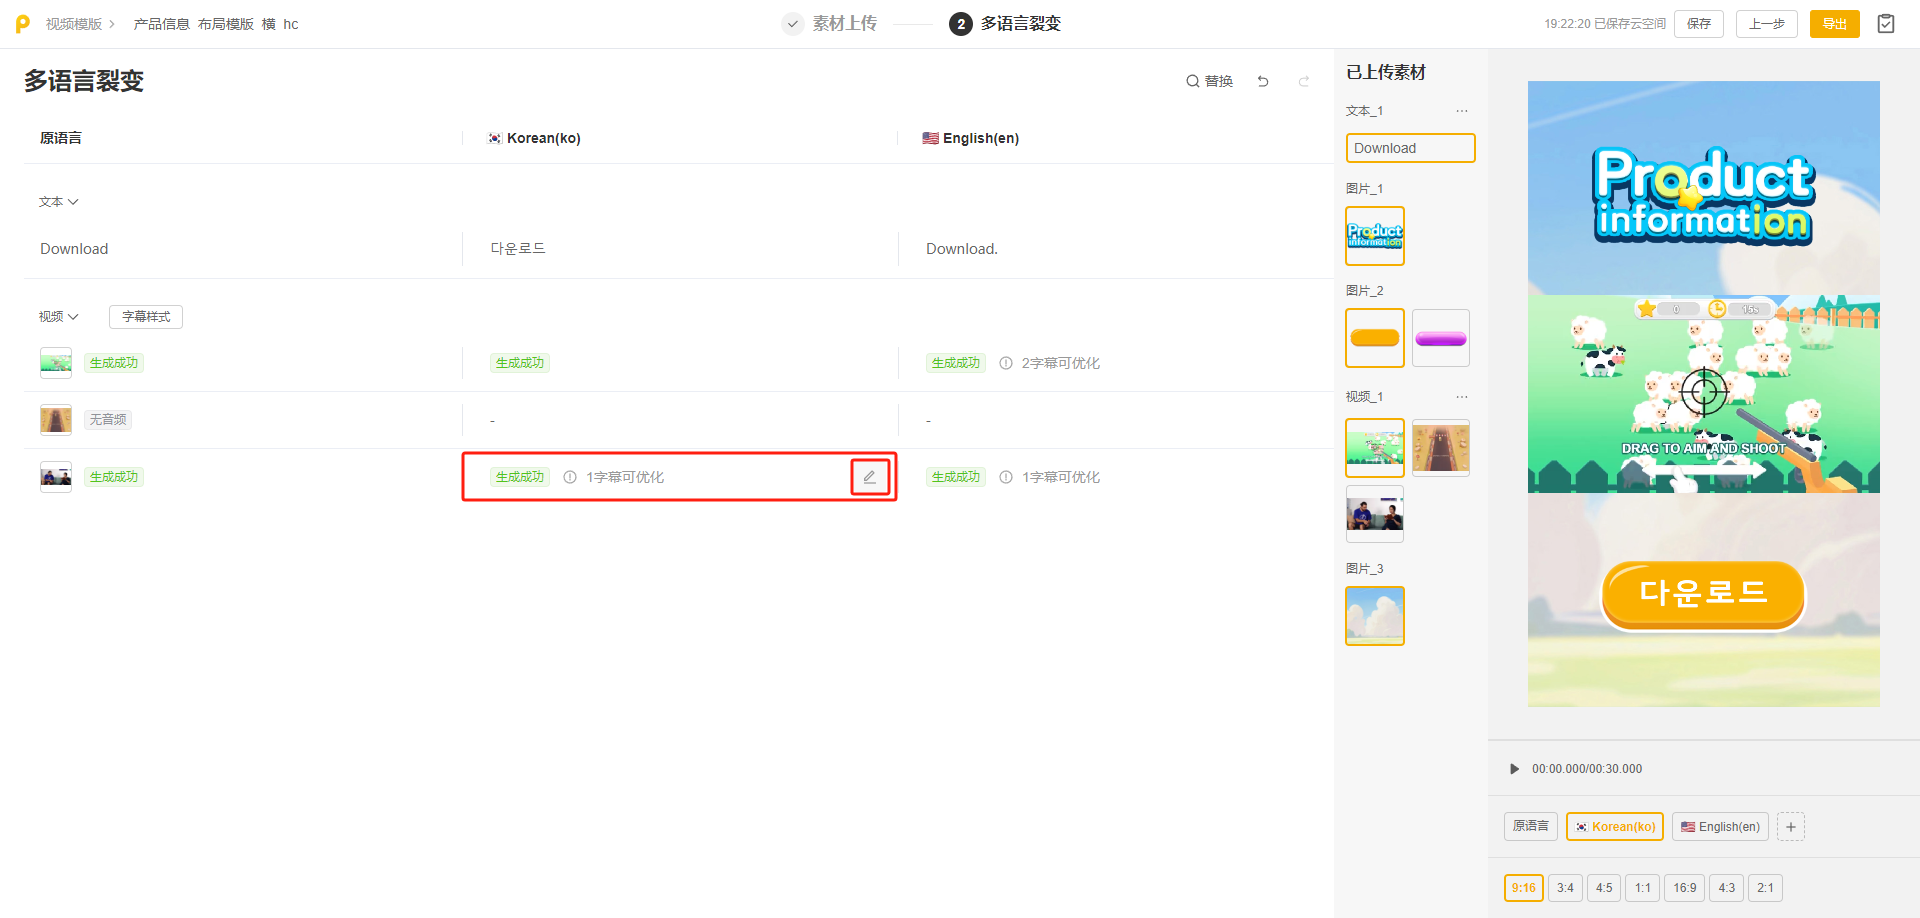 视频模版 > 产品信息 布局模版 横 hc
素材上传
2 多语言裂变
19:22:20 已保存云空间 保存 上一步 导出
多语言裂变
替换
原语言 Korean(ko) English(en)
文本
Download 다운로드 Download.
视频 字幕样式
生成成功 生成成功 生成成功 2字幕可优化
无音频 - -
生成成功 生成成功 1字幕可优化 生成成功 1字幕可优化
已上传素材
文本_1 ...
Download
图片_1
Product
information
图片_2
视频_1 ...
图片_3
Product
information
0 15s
DRAG TO AIM AND SHOOT
다운로드
00:00.000/00:30.000
原语言 Korean(ko) English(en) +
9:16 3:4 4:5 1:1 16:9 4:3 2:1